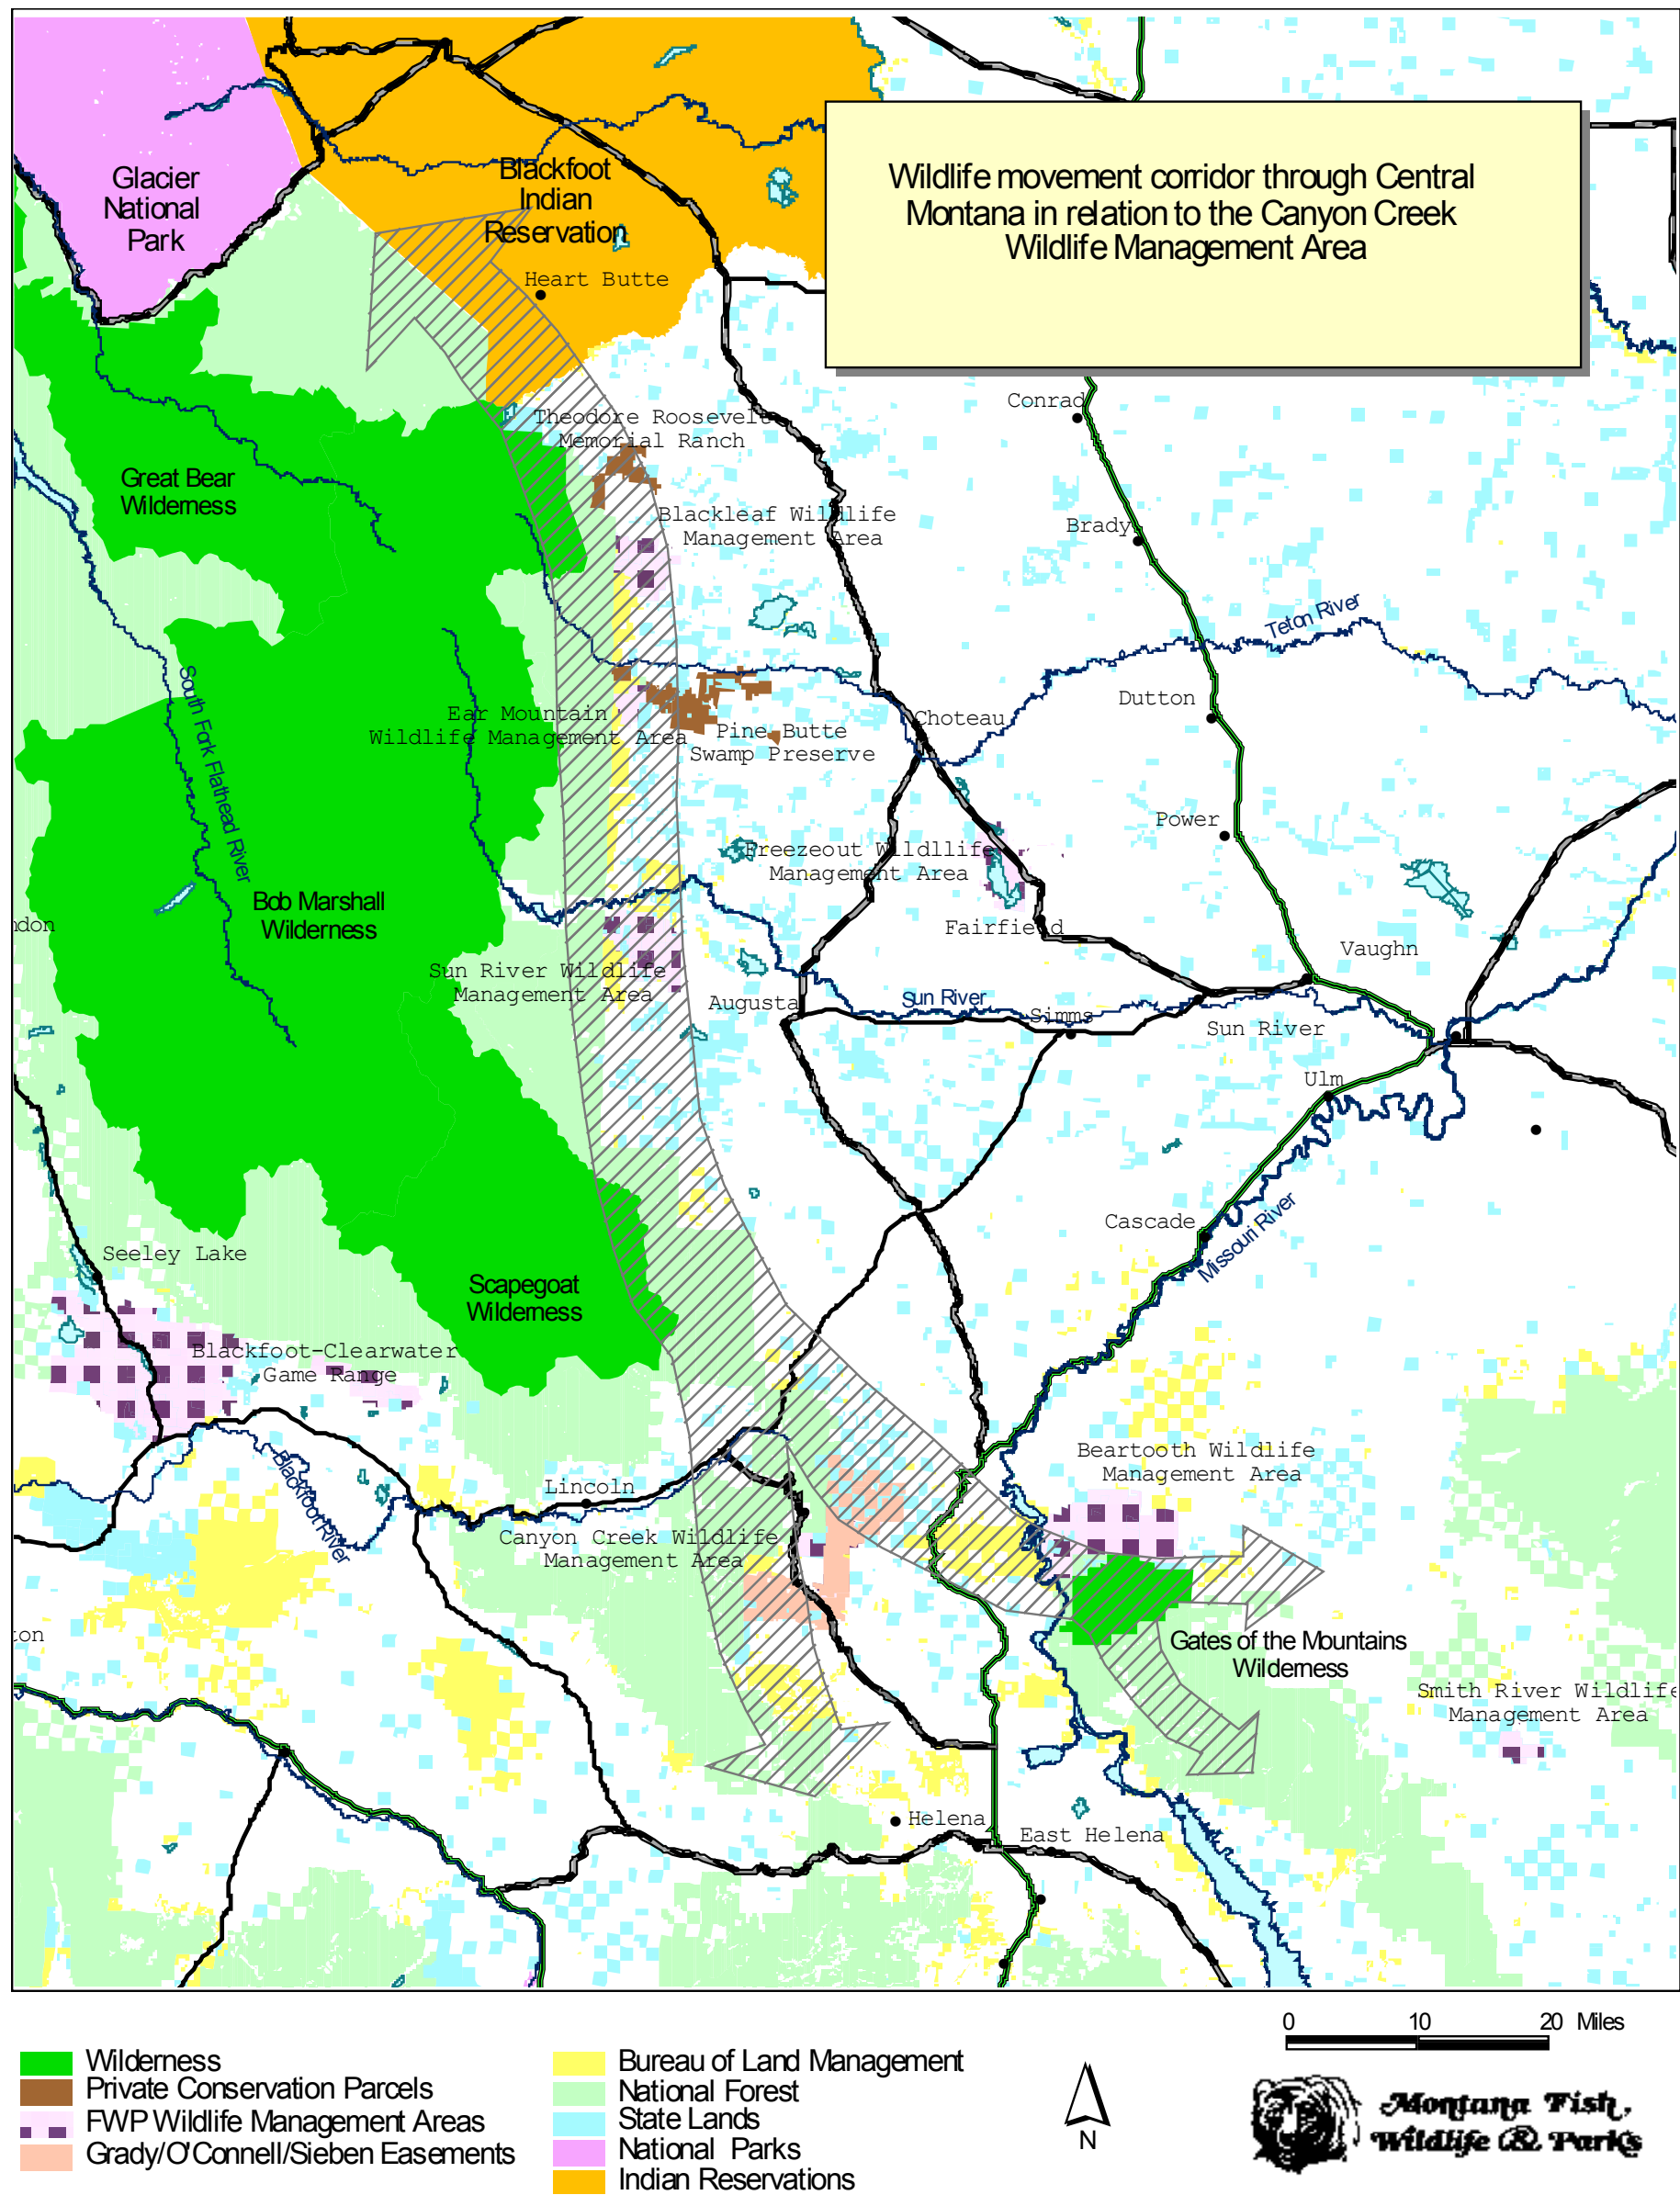 Wildlife movement corridor through Central
Montana in relation to the Canyon Creek
Wildlife Management Area
Glacier
National
Park
Blackfoot
Indian
Reservation
Heart Butte
Theodore Roosevelt
Memorial Ranch
Conrad
Great Bear
Wilderness
Blackleaf Wildlife
Management Area
Brady
Teton River
South Fork Flathead River
Ear Mountain
Wildlife Management Area
Pine Butte
Swamp Preserve
Choteau
Dutton
Power
Freezeout Wildllife
Management Area
Bob Marshall
Wilderness
ndon
Fairfield
Vaughn
Sun River Wildlife
Management Area
Augusta
Sun River
Simms
Sun River
Ulm
Cascade
Missouri River
Seeley Lake
Scapegoat
Wilderness
Blackfoot-Clearwater
Game Range
Blackfoot River
Lincoln
Beartooth Wildlife
Management Area
Canyon Creek Wildlife
Management Area
ton
Gates of the Mountains
Wilderness
Smith River Wildlife
Management Area
Helena
East Helena
0 10 20 Miles
Wilderness
Private Conservation Parcels
FWP Wildlife Management Areas
Grady/O'Connell/Sieben Easements
Bureau of Land Management
National Forest
State Lands
National Parks
Indian Reservations
N
Montana Fish,
Wildlife & Parks